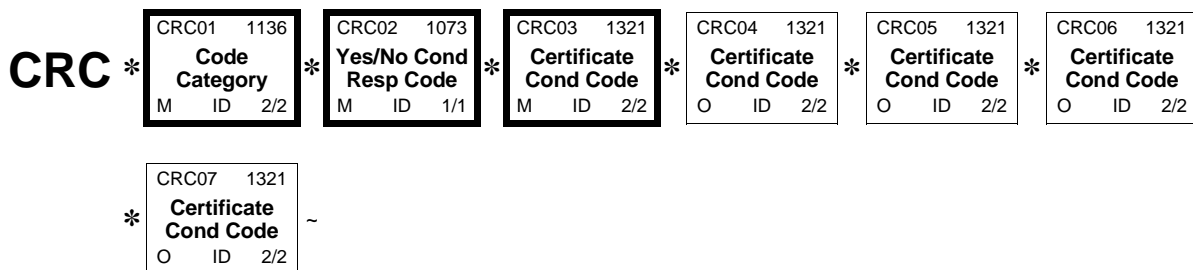 CRC01 1136 CRC02 1073 CRC03 1321 CRC04 1321 CRC05 1321 CRC06 1321
CRC * Code Category * Yes/No Cond Resp Code * Certificate Cond Code * Certificate Cond Code * Certificate Cond Code * Certificate Cond Code
M ID 2/2 M ID 1/1 M ID 2/2 O ID 2/2 O ID 2/2 O ID 2/2
CRC07 1321
* Certificate Cond Code ~
O ID 2/2